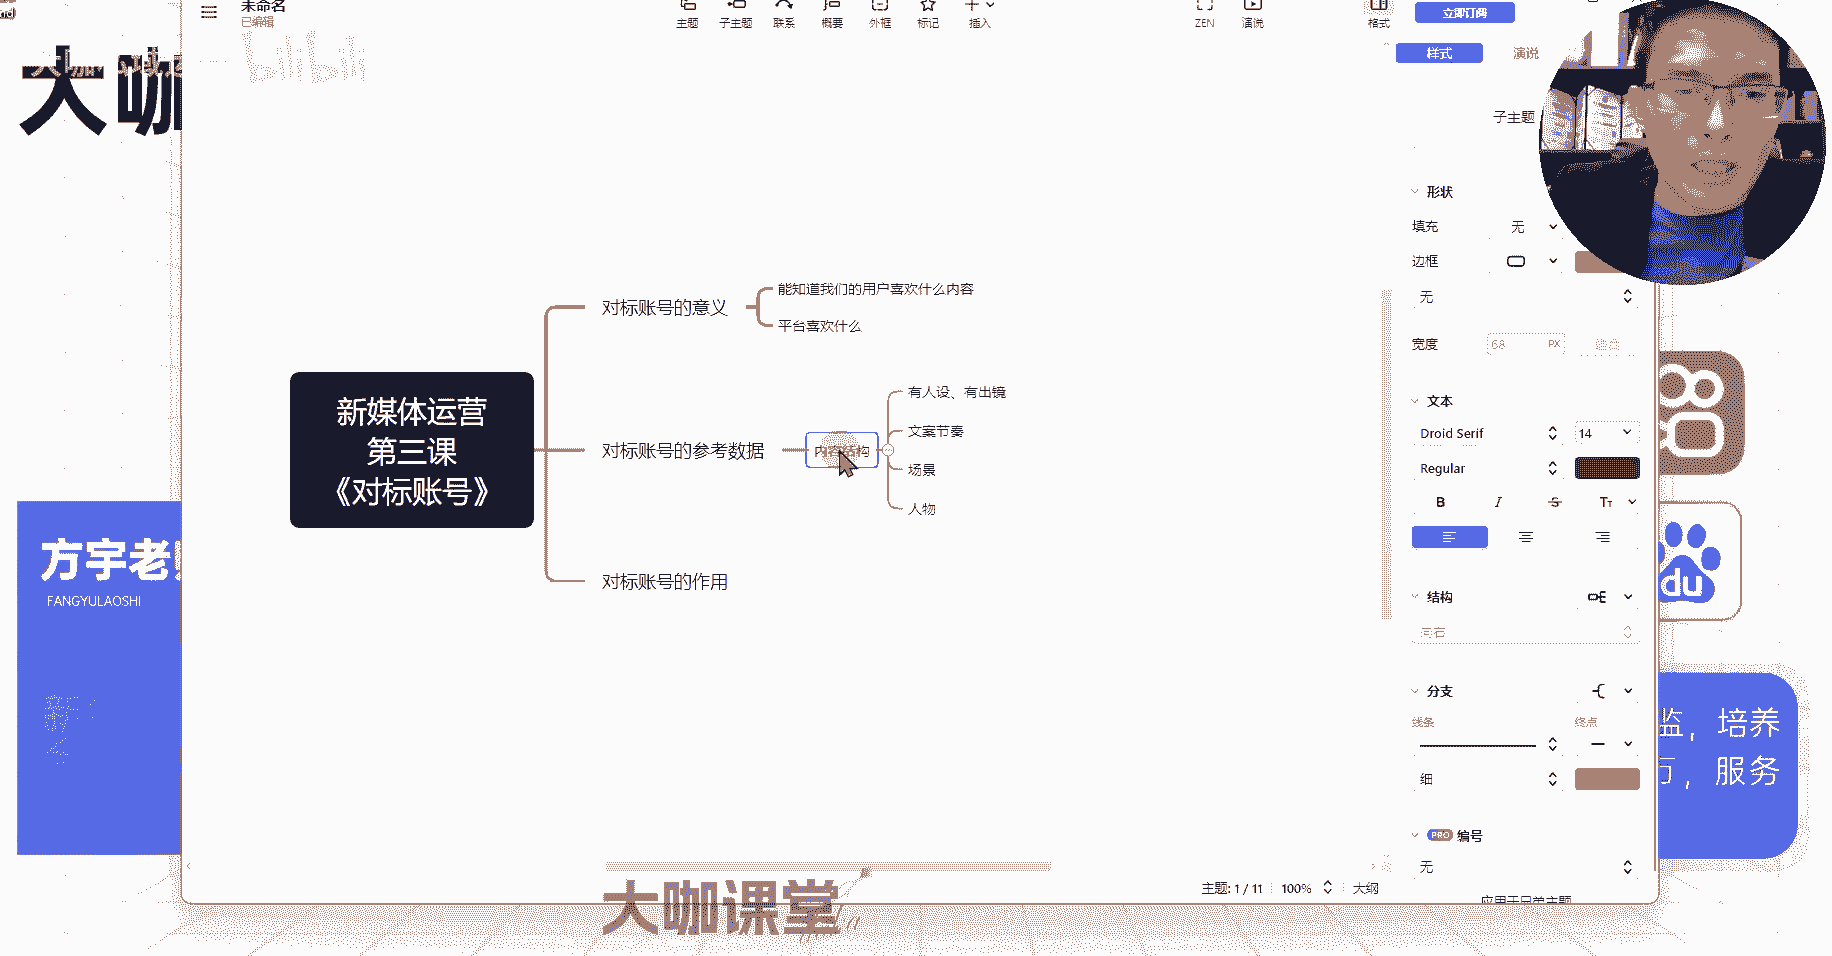 未命名
已编辑
主题 子主题 联系 概要 外框 标记 插入
ZEN 演说
格式
立即订阅
样式 演说
bilibili
大咖
子主题
形状
填充 无
边框
无
宽度 68 PX
文本
Droid Serif 14
Regular
B I S TT
结构
向右
分支
线条 终点
细
PRO 编号
无
能知道我们的用户喜欢什么内容
对标账号的意义
平台喜欢什么
有人设、有出镜
新媒体运营
第三课
《对标账号》
文案节奏
对标账号的参考数据
内容结构
场景
人物
对标账号的作用
方宇老
FANGYULAOSHI
du
监，培养
万，服务
主题: 1 / 11 100% 大纲
大咖课堂